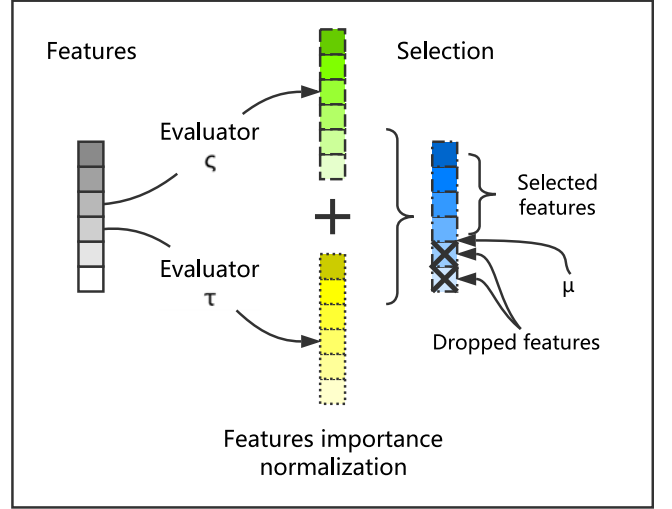 Features
Selection
Evaluator
ς
Selected
features
Evaluator
τ
μ
Dropped features
Features importance
normalization